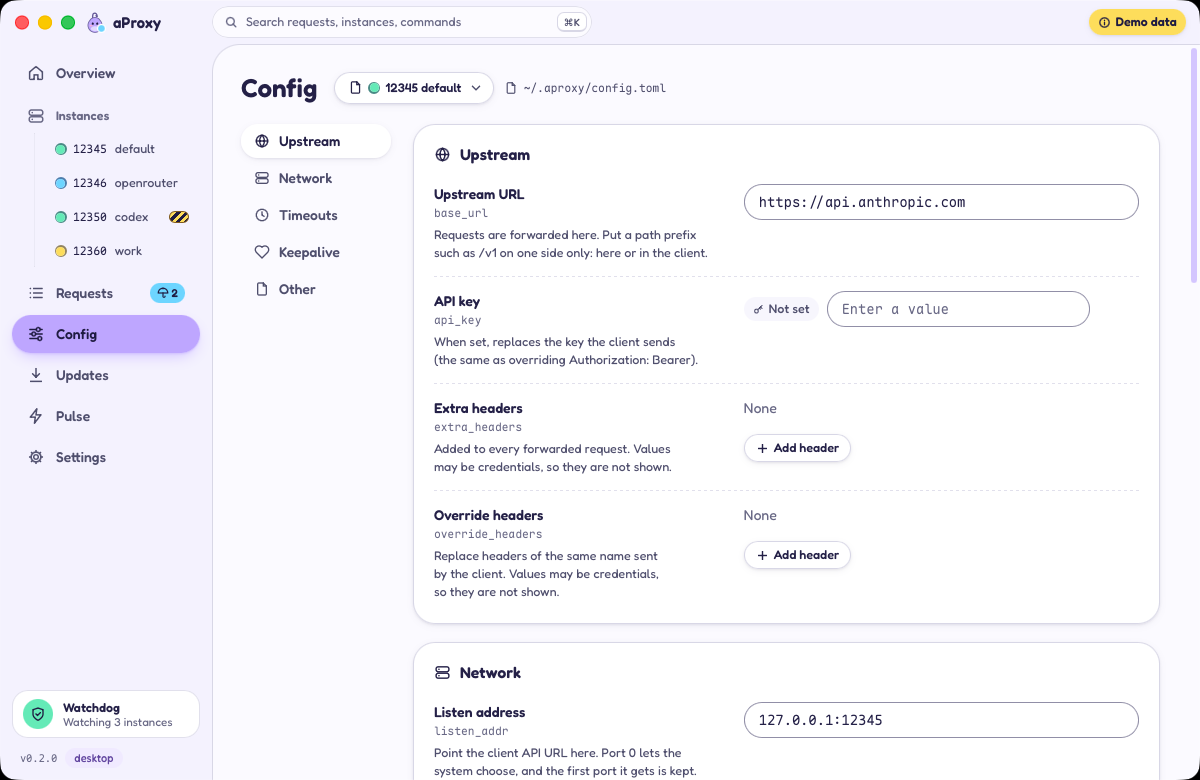 aProxy
Search requests, instances, commands
⌘K
Demo data
Overview
Instances
12345 default
12346 openrouter
12350 codex
12360 work
Requests
2
Config
Updates
Pulse
Settings
Watchdog
Watching 3 instances
v0.2.0 desktop
Config
12345 default
~/.aproxy/config.toml
Upstream
Network
Timeouts
Keepalive
Other
Upstream
Upstream URL
base_url
Requests are forwarded here. Put a path prefix
such as /v1 on one side only: here or in the client.
https://api.anthropic.com
API key
api_key
When set, replaces the key the client sends
(the same as overriding Authorization: Bearer).
Not set
Enter a value
Extra headers
extra_headers
Added to every forwarded request. Values
may be credentials, so they are not shown.
None
+ Add header
Override headers
override_headers
Replace headers of the same name sent
by the client. Values may be credentials,
so they are not shown.
None
+ Add header
Network
Listen address
listen_addr
Point the client API URL here. Port 0 lets the
system choose, and the first port it gets is kept.
127.0.0.1:12345